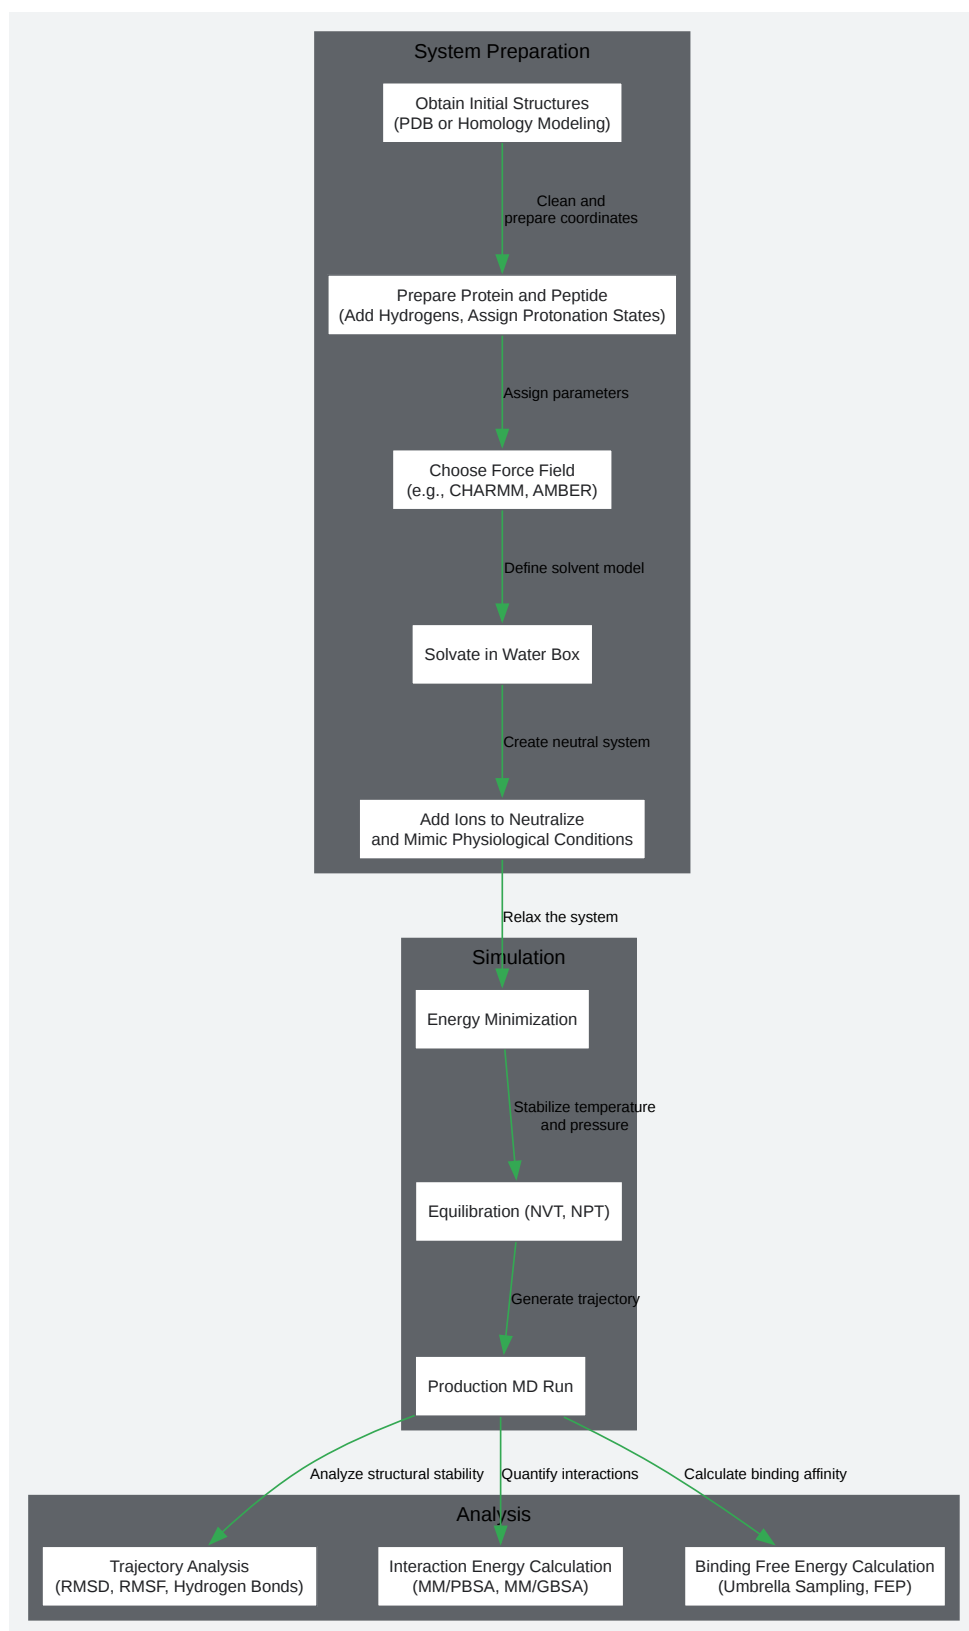 System Preparation
Obtain Initial Structures
(PDB or Homology Modeling)
Clean and
prepare coordinates
Prepare Protein and Peptide
(Add Hydrogens, Assign Protonation States)
Assign parameters
Choose Force Field
(e.g., CHARMM, AMBER)
Define solvent model
Solvate in Water Box
Create neutral system
Add Ions to Neutralize
and Mimic Physiological Conditions
Relax the system
Simulation
Energy Minimization
Stabilize temperature
and pressure
Equilibration (NVT, NPT)
Generate trajectory
Production MD Run
Analyze structural stability
Quantify interactions
Calculate binding affinity
Analysis
Trajectory Analysis
(RMSD, RMSF, Hydrogen Bonds)
Interaction Energy Calculation
(MM/PBSA, MM/GBSA)
Binding Free Energy Calculation
(Umbrella Sampling, FEP)